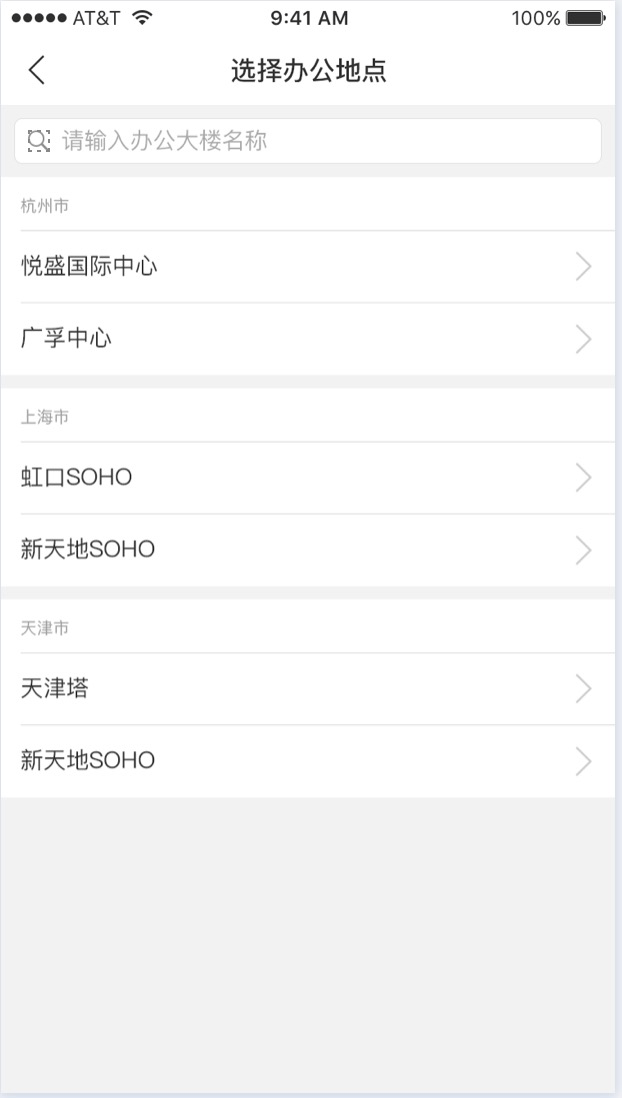 AT&T 9:41 AM 100%
选择办公地点
请输入办公大楼名称
杭州市
悦盛国际中心
广孚中心
上海市
虹口SOHO
新天地SOHO
天津市
天津塔
新天地SOHO